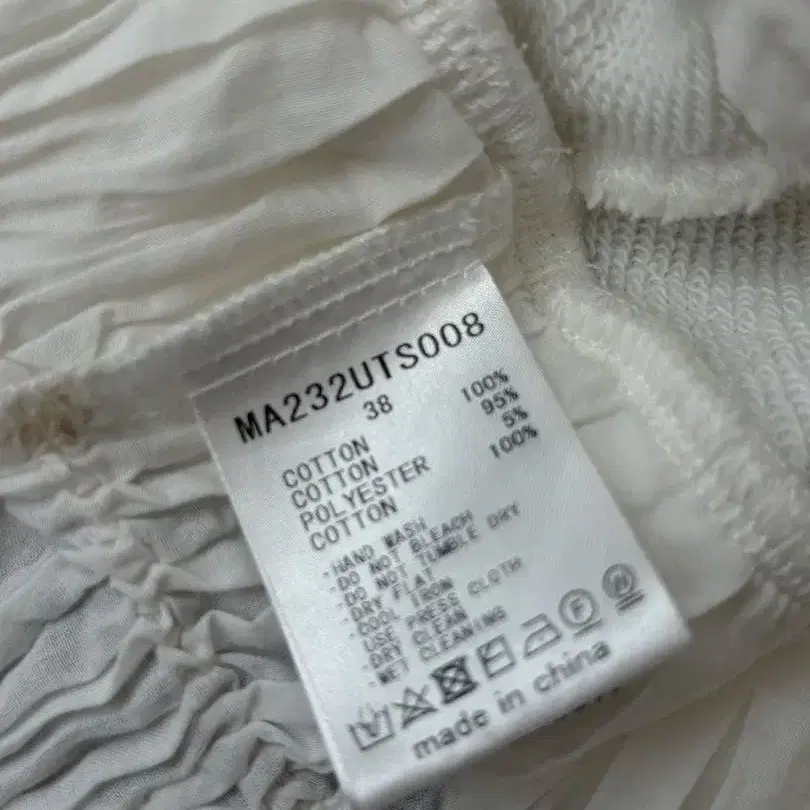 MA232UTS008
38
COTTON 100%
COTTON 95%
POLYESTER 5%
COTTON 100%
-HAND WASH
-DO NOT BLEACH
-DO NOT TUMBLE DRY
-DRY FLAT
-COOL IRON
USE PRESS CLOTH
-DRY CLEAN
-WET CLEANING
F W
made in china